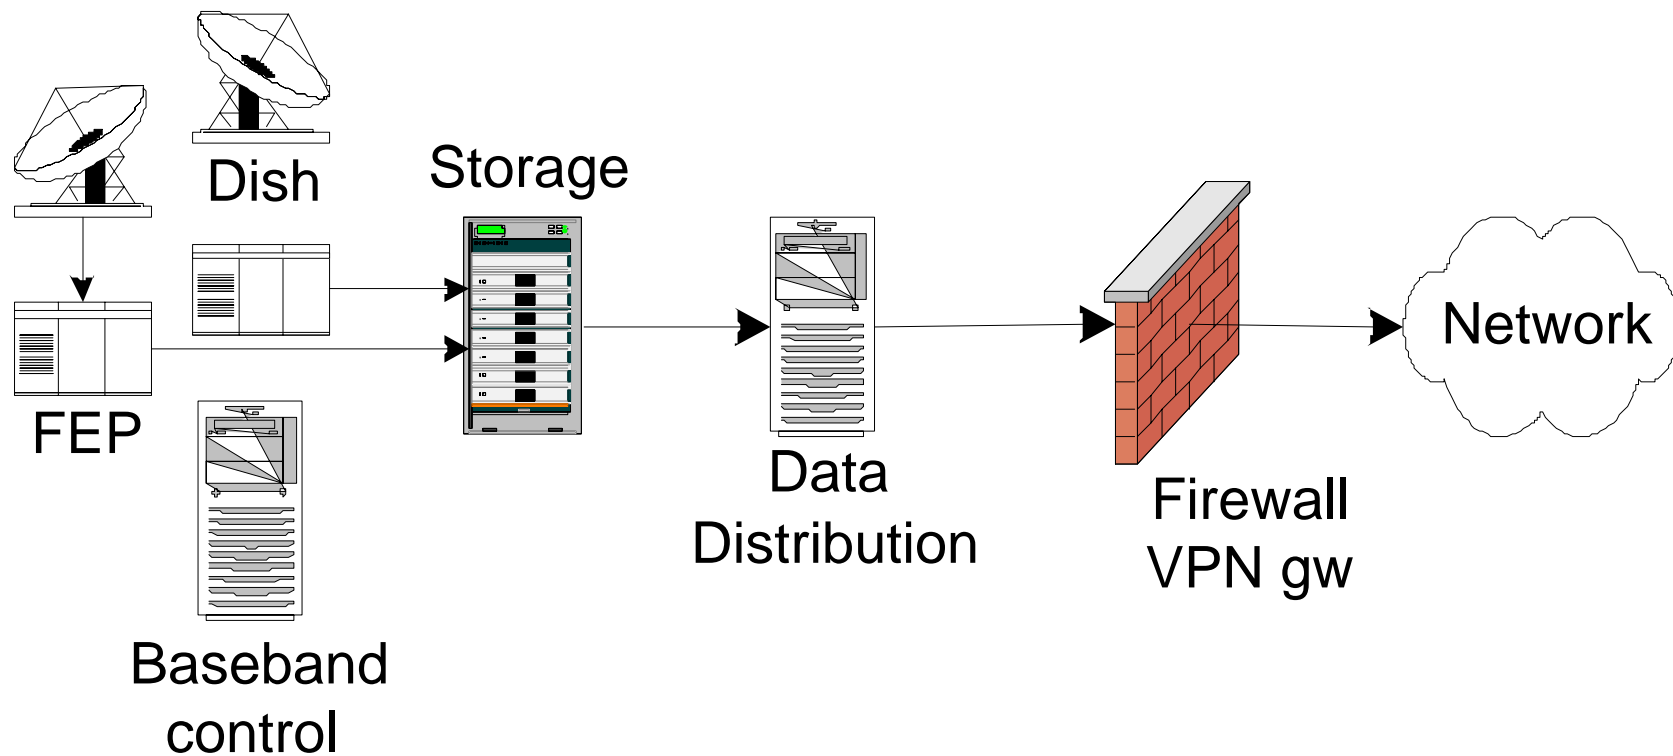 Dish
Storage
Network
FEP
Data
Distribution
Firewall
VPN gw
Baseband
control